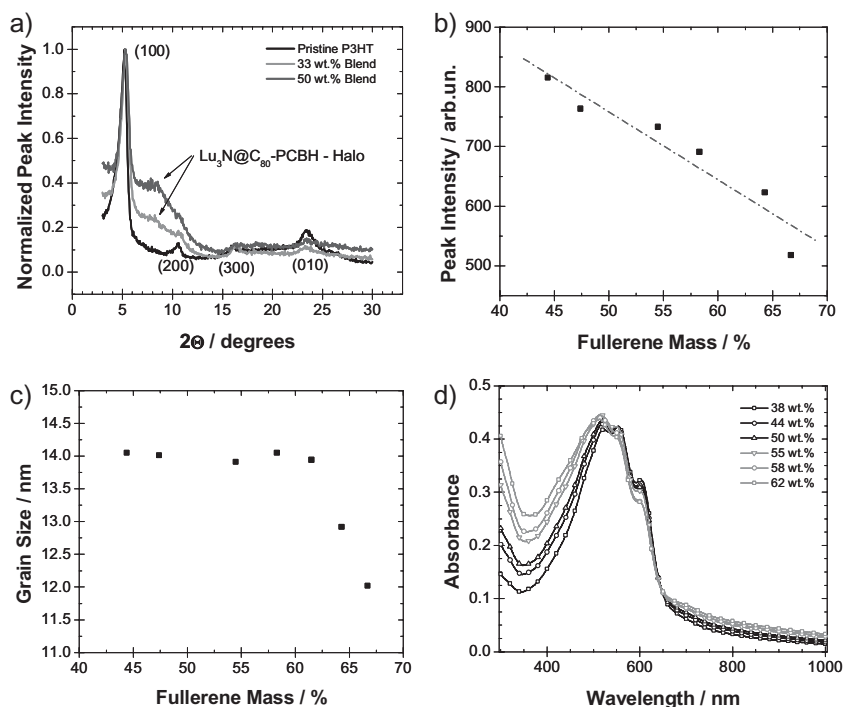 a)
Normalized Peak Intensity
1.0
0.8
0.6
0.4
0.2
0.0
(100)
Pristine P3HT
33 wt.% Blend
50 wt.% Blend
Lu3N@C80-PCBH - Halo
(200)
(300)
(010)
0 5 10 15 20 25 30
2Θ / degrees
b)
Peak Intensity / arb.un.
900
800
700
600
500
40 45 50 55 60 65 70
Fullerene Mass / %
c)
Grain Size / nm
15.0
14.5
14.0
13.5
13.0
12.5
12.0
11.5
11.0
40 45 50 55 60 65 70
Fullerene Mass / %
d)
Absorbance
0.5
0.4
0.3
0.2
0.1
0.0
38 wt.%
44 wt.%
50 wt.%
55 wt.%
58 wt.%
62 wt.%
400 600 800 1000
Wavelength / nm